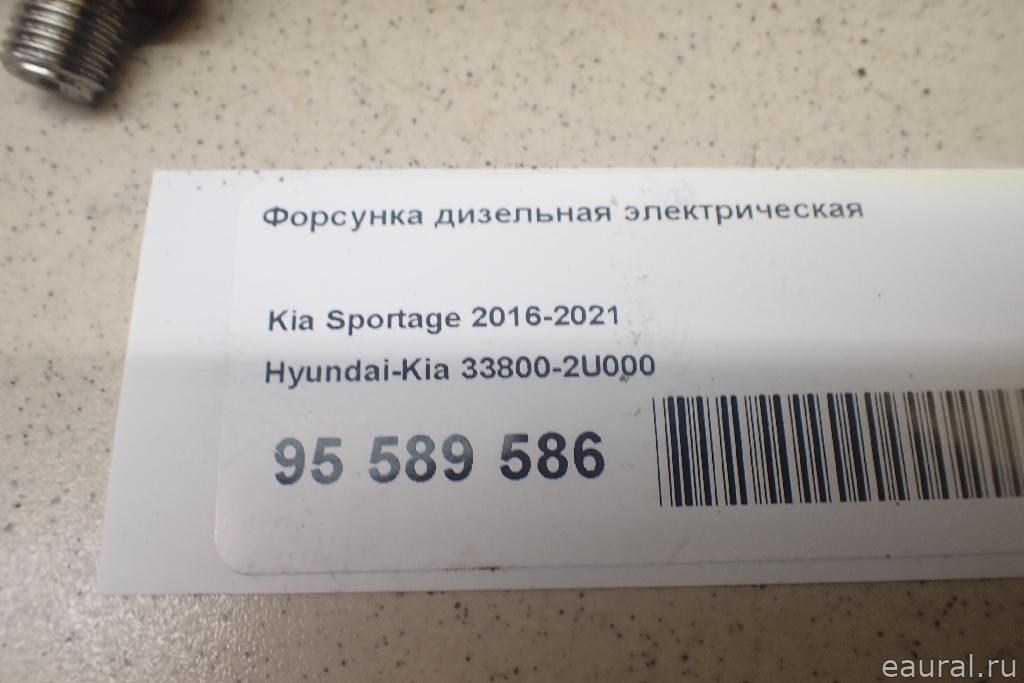 Форсунка дизельная электрическая
Kia Sportage 2016-2021
Hyundai-Kia 33800-2U000
95 589 586
eaural.ru